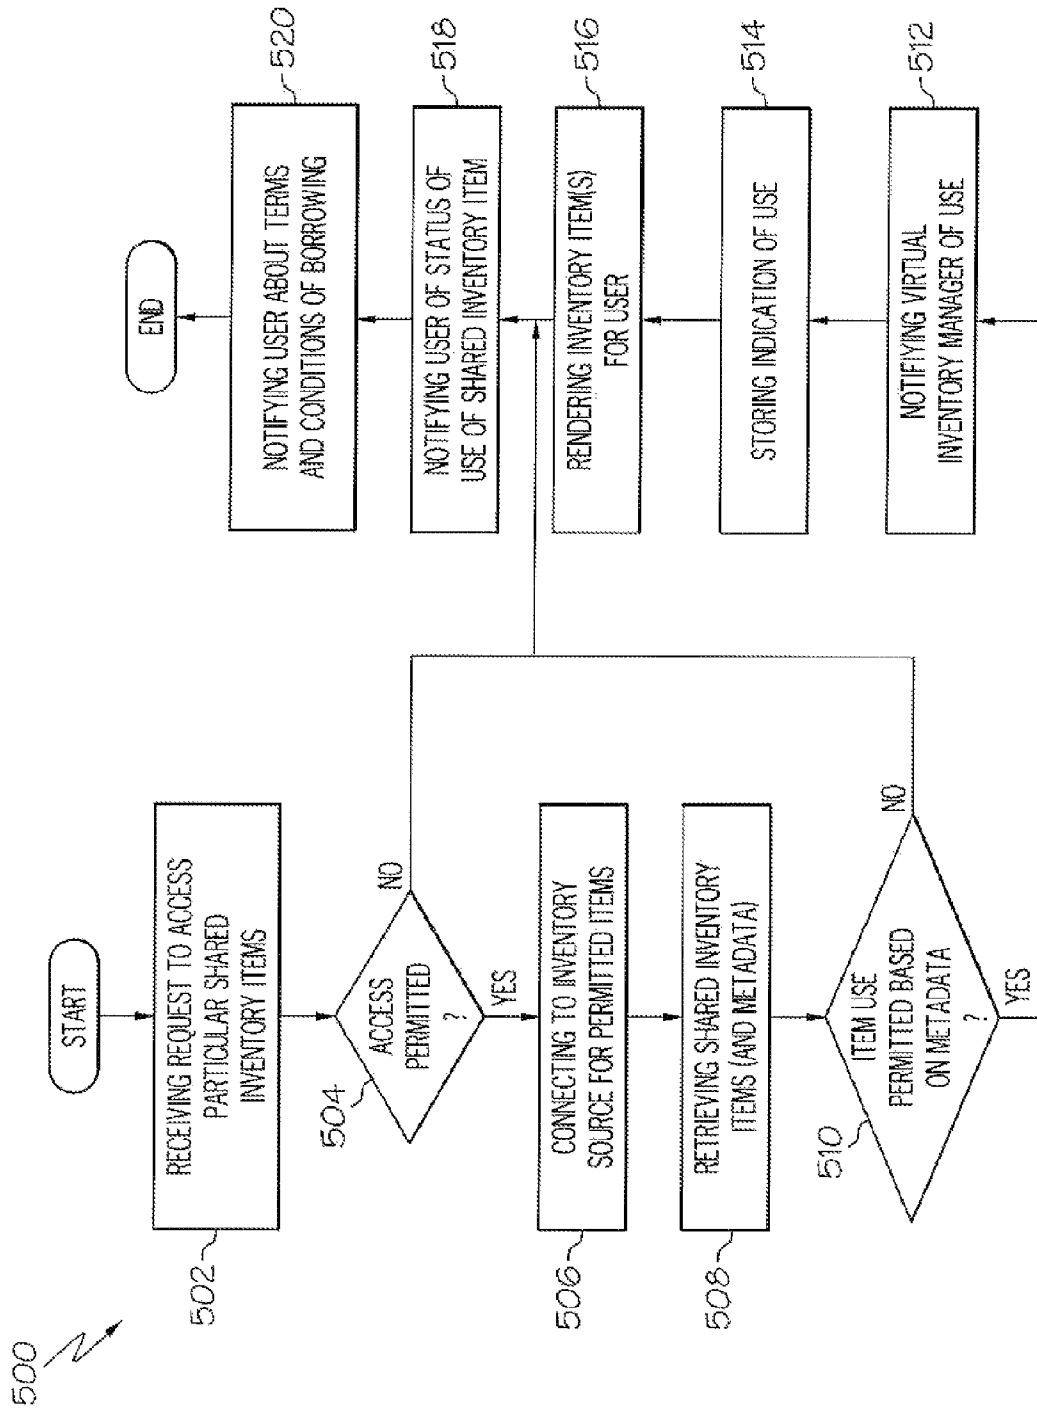 500
START
RECEIVING REQUEST TO ACCESS
PARTICULAR SHARED
INVENTORY ITEMS
502
ACCESS
PERMITTED
?
504
NO
YES
CONNECTING TO INVENTORY
SOURCE FOR PERMITTED ITEMS
506
RETRIEVING SHARED INVENTORY
ITEMS (AND METADATA)
508
ITEM USE
PERMITTED BASED
ON METADATA
?
510
NO
YES
NOTIFIYING VIRTUAL
INVENTORY MANAGER OF USE
512
STORING INDICATION OF USE
514
RENDERING INVENTORY ITEM(S)
FOR USER
516
NOTIFYING USER OF STATUS OF
USE OF SHARED INVENTORY ITEM
518
NOTIFYING USER ABOUT TERMS
AND CONDITIONS OF BORROWING
520
END